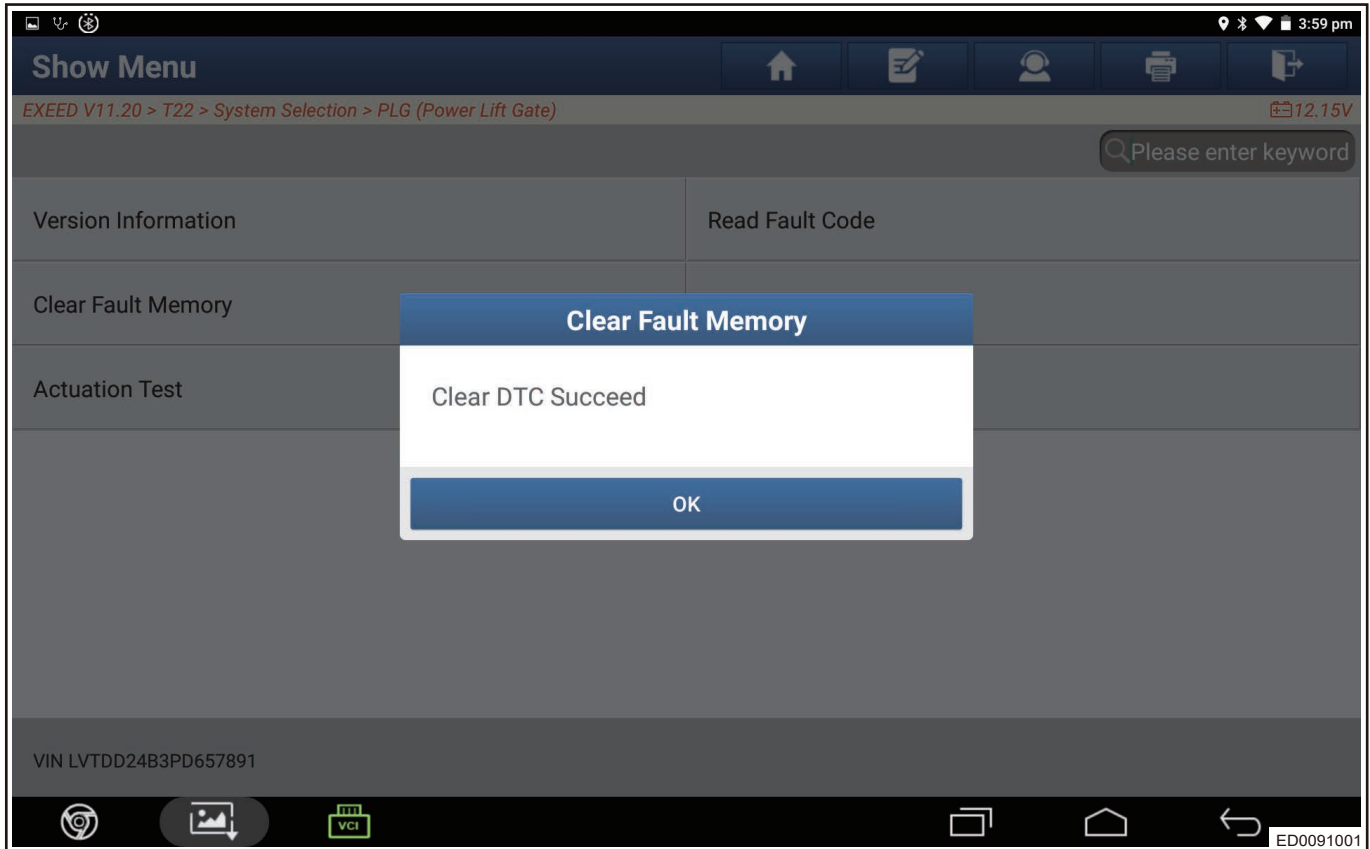 3:59 pm
Show Menu
EXEED V11.20 > T22 > System Selection > PLG (Power Lift Gate)
12.15V
Please enter keyword
Version Information
Read Fault Code
Clear Fault Memory
Clear Fault Memory
Actuation Test
Clear DTC Succeed
OK
VIN LVTDD24B3PD657891
VCI
ED0091001